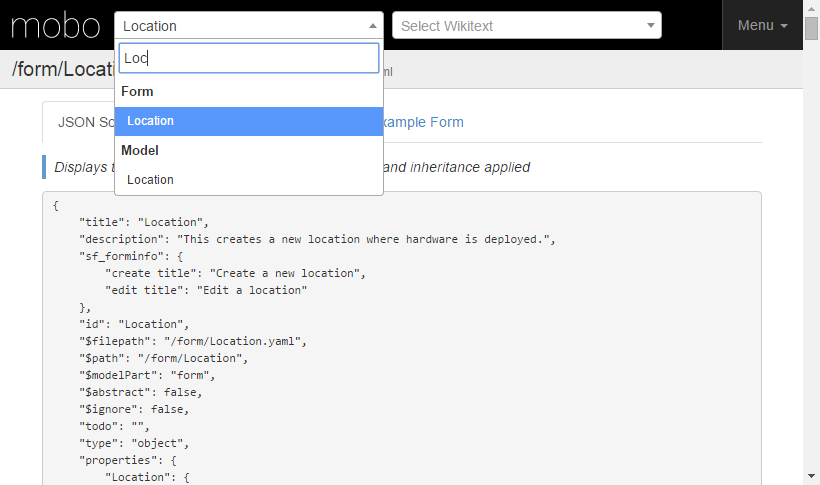 mobo
Location
Select Wikitext
Menu
Loc
/form/Locati
ml
Form
Location
Model
Location
JSON Sc
xample Form
Displays t
and inheritance applied
{
"title": "Location",
"description": "This creates a new location where hardware is deployed.",
"sf_forminfo": {
"create title": "Create a new location",
"edit title": "Edit a location"
},
"id": "Location",
"$filepath": "/form/Location.yaml",
"$path": "/form/Location",
"$modelPart": "form",
"$abstract": false,
"$ignore": false,
"todo": "",
"type": "object",
"properties": {
"Location": {